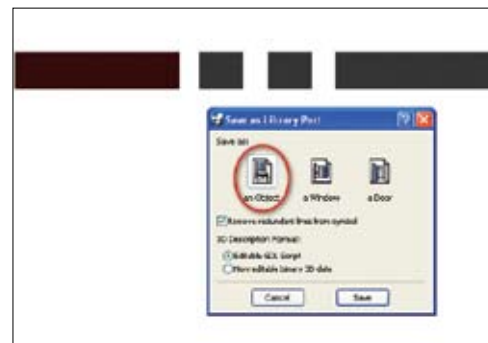 Save as Library Part
Save as:
an Object
a Window
a Door
Remove redundant lines from symbol
3D Description Format:
Editable GDL Script
Non-editable binary 3D data
Cancel
Save